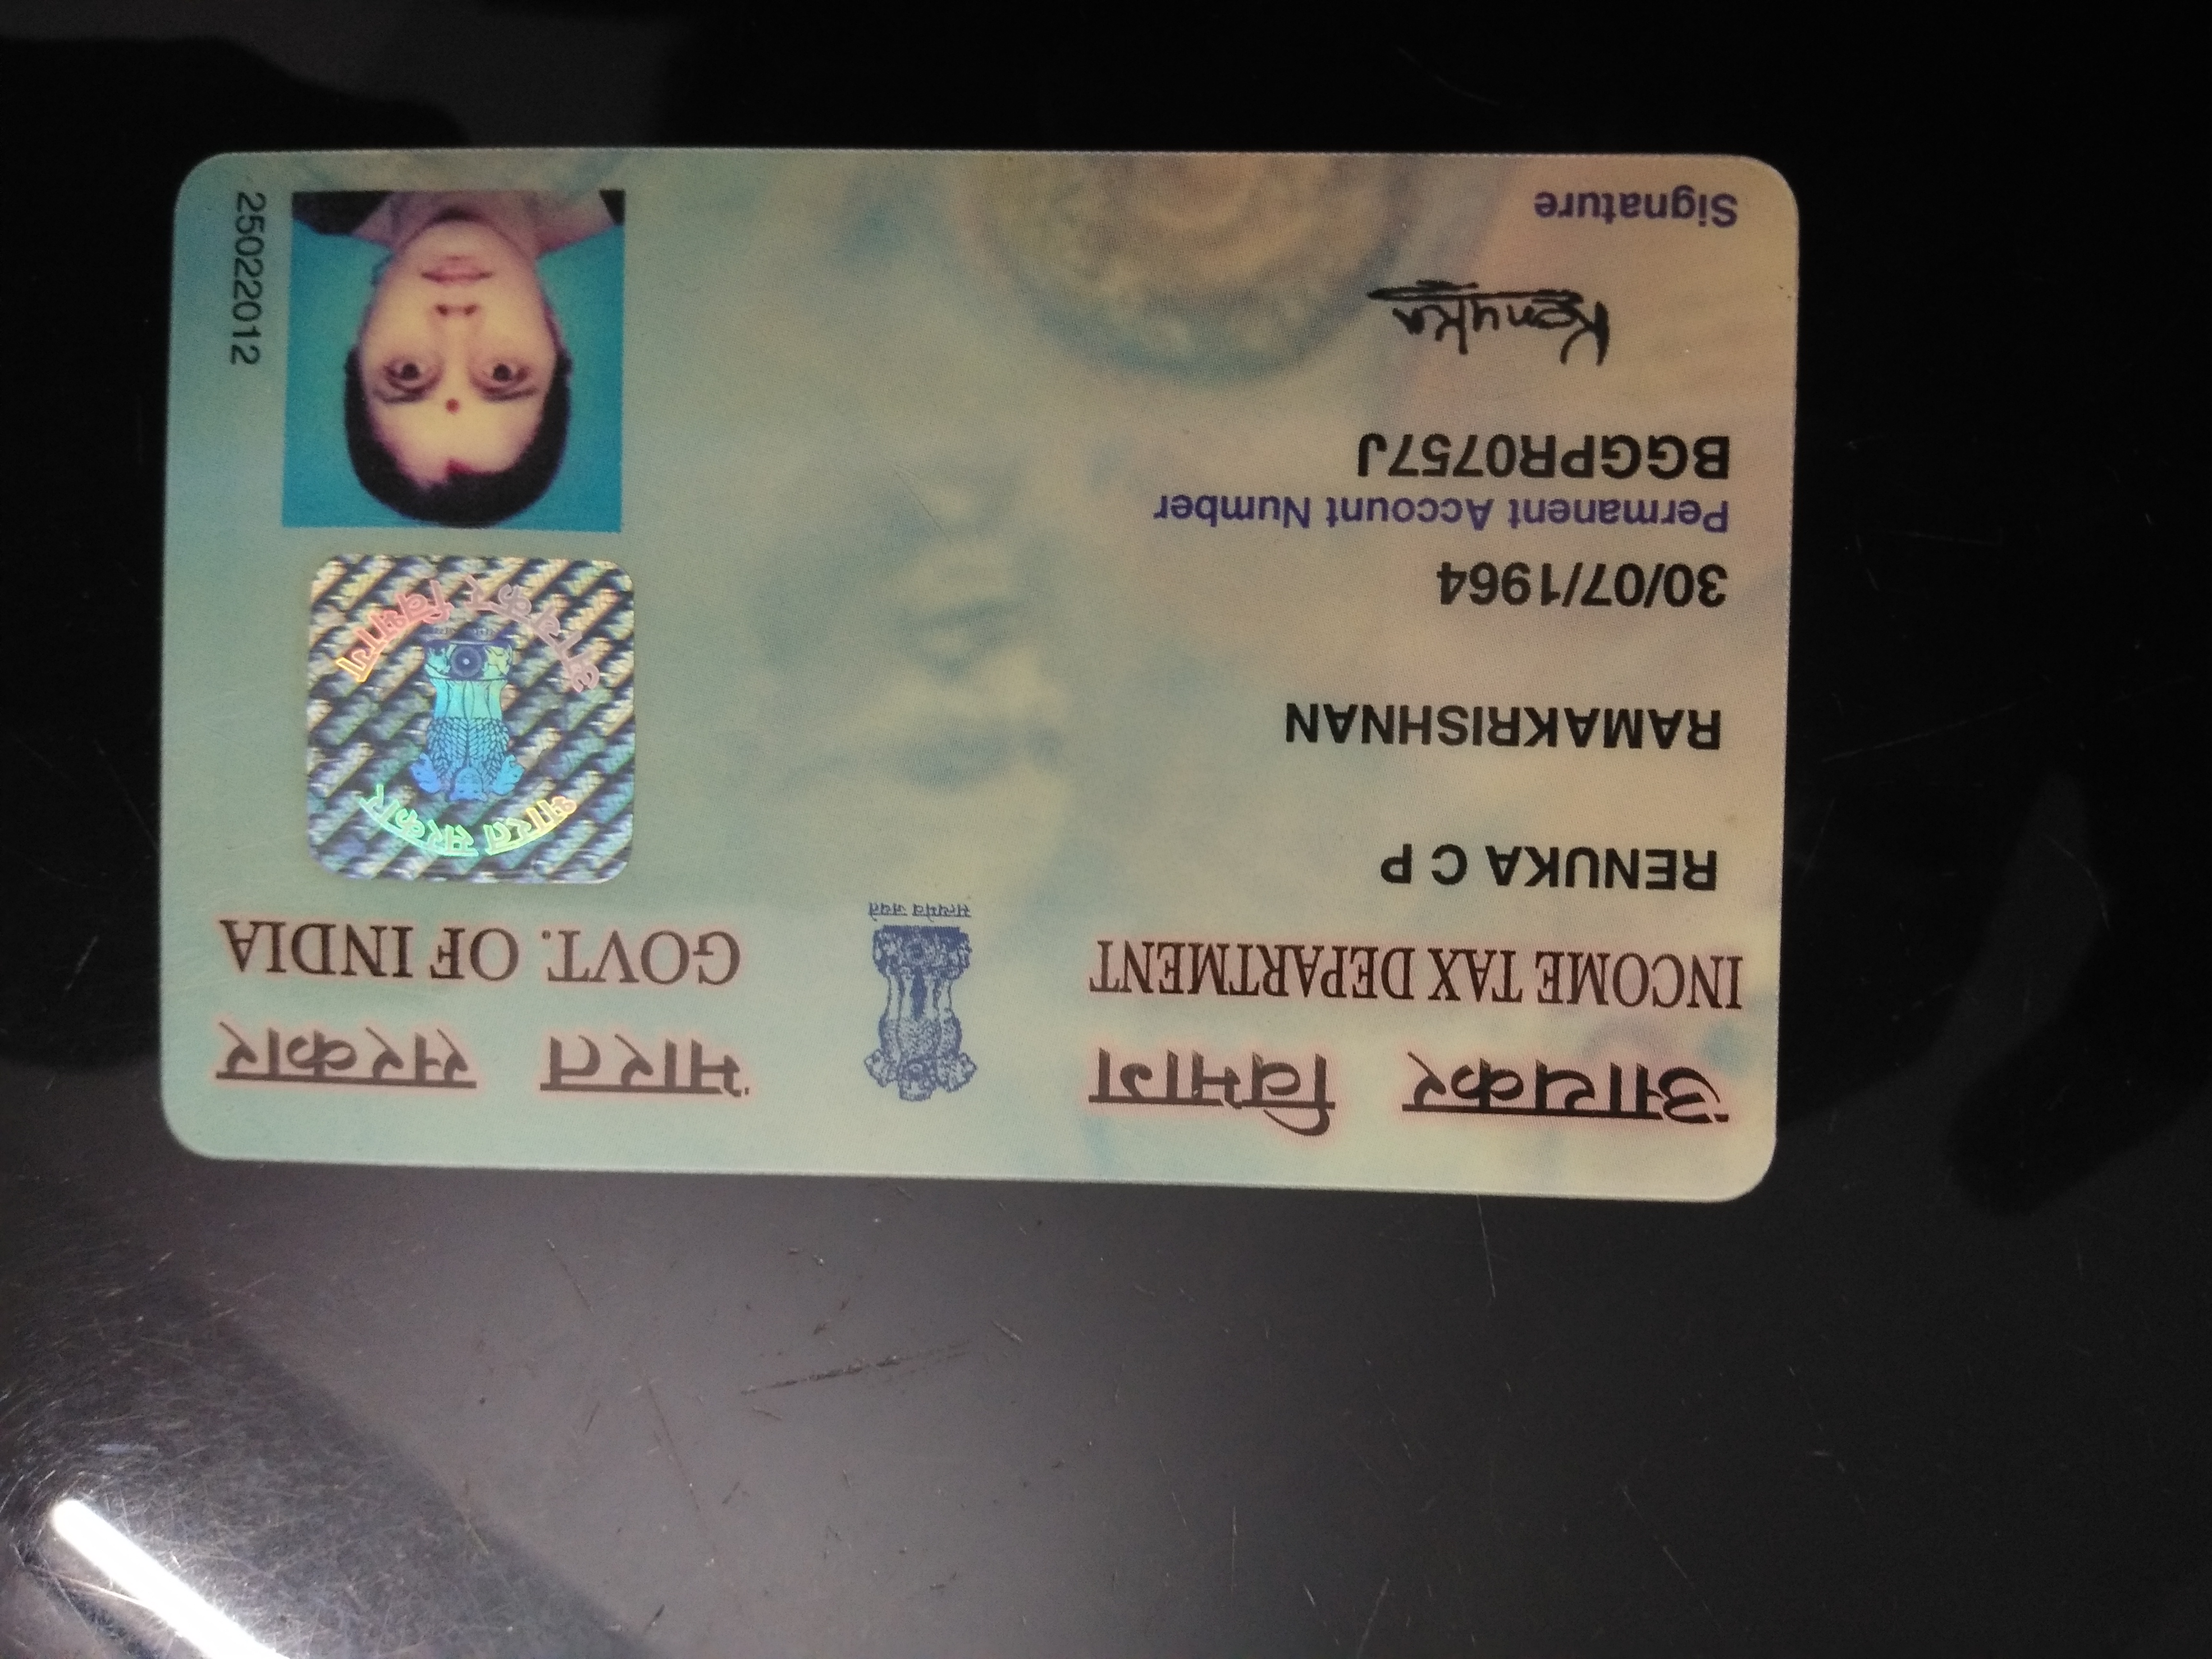 आयकर विभाग
INCOME TAX DEPARTMENT
सत्यमेव जयते
भारत सरकार
GOVT. OF INDIA
RENUKA C P
RAMAKRISHNAN
30/07/1964
Permanent Account Number
BGGPR0757J
Renuka
Signature
भारत सरकार
आयकर विभाग
25022012